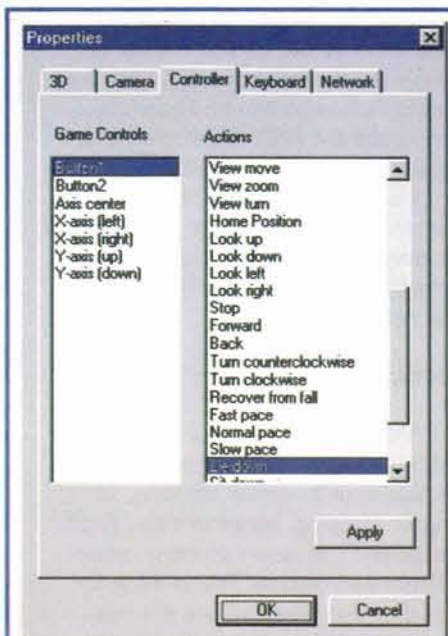 Properties
3D Camera Controller Keyboard Network
Game Controls
Actions
Button1
Button2
Axis center
X-axis (left)
X-axis (right)
Y-axis (up)
Y-axis (down)
View move
View zoom
View turn
Home Position
Look up
Look down
Look left
Look right
Stop
Forward
Back
Turn counterclockwise
Turn clockwise
Recover from fall
Fast pace
Normal pace
Slow pace
Lie down
Sit down
Apply
OK Cancel